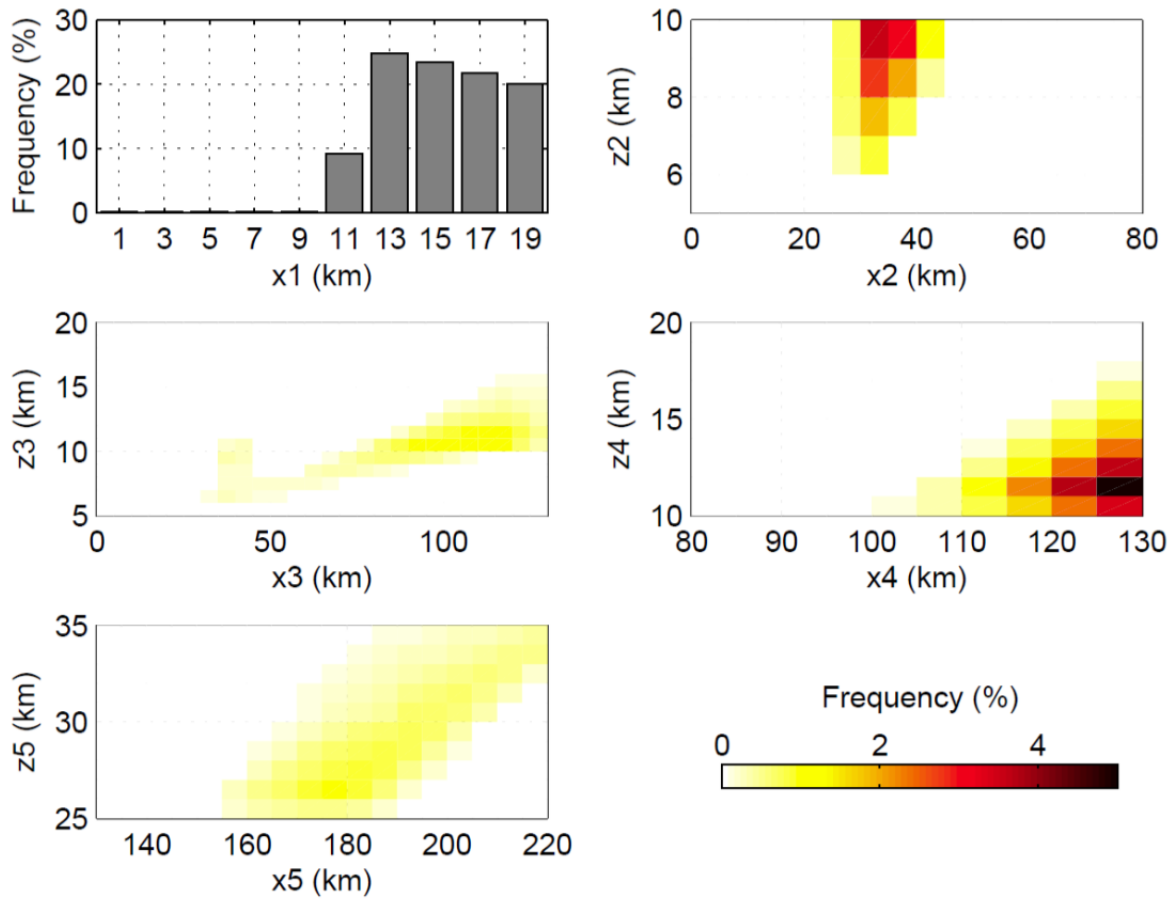 Frequency (%)
30
20
10
0
1 3 5 7 9 11 13 15 17 19
x1 (km)
z2 (km)
10
8
6
0 20 40 60 80
x2 (km)
z3 (km)
20
15
10
5
0 50 100
x3 (km)
z4 (km)
20
15
10
80 90 100 110 120 130
x4 (km)
z5 (km)
35
30
25
140 160 180 200 220
x5 (km)
Frequency (%)
0 2 4